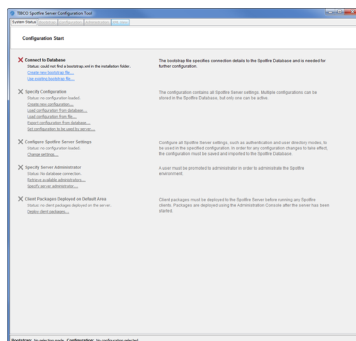 TIBCO Spotfire Server Configuration Tool
System Status
Configuration Start
Connect to Database
Status: could not find a bootstrap.xml in the installation folder.
Create new bootstrap file...
Use existing bootstrap file...
The bootstrap file specifies connection details to the Spotfire Database and is needed for
further configuration.
Specify Configuration
Status: no configuration loaded.
Create new configuration...
Load configuration from database...
Load configuration from file...
Export configuration from database...
Set configuration to be used by server...
The configuration contains all Spotfire Server settings. Multiple configurations can be
stored in the Spotfire Database, but only one can be active.
Configure Spotfire Server Settings
Status: no configuration loaded.
Change settings...
Configure all Spotfire Server settings, such as authentication and user directory modes, to
be used in the specified configuration. In order for any configuration changes to take effect,
the configuration must be saved and imported to the Spotfire Database.
Specify Server Administrator
Status: No database connection.
Retrieve available administrators...
Specify server administrator...
A user must be promoted to administrator in order to administrate the Spotfire
environment.
Client Packages Deployed on Default Area
Status: no client packages deployed on the server.
Deploy client packages...
Client packages must be deployed to the Spotfire Server before running any Spotfire
clients. Packages are deployed using the Administration Console after the server has been
started.
Bootstrap: No selection made. Configuration: No configuration selected.